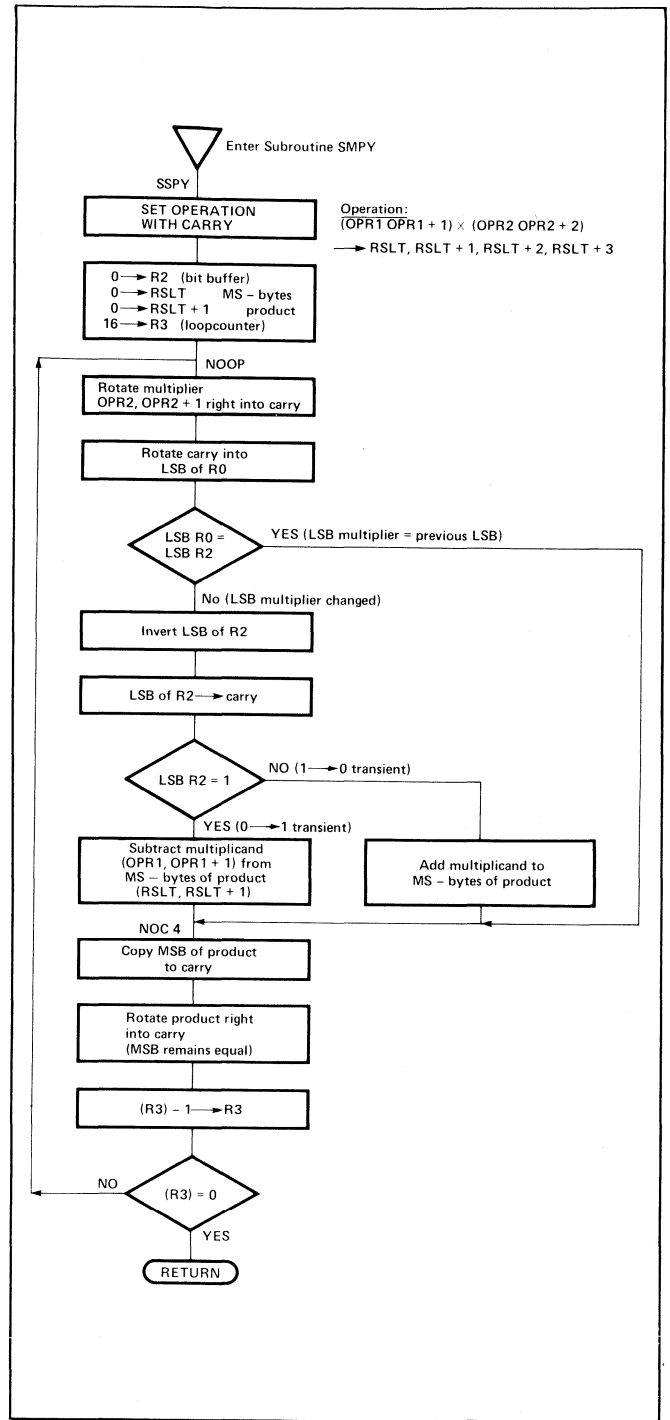 Enter Subroutine SMPY
SSPY
SET OPERATION
WITH CARRY
Operation:
(OPR1 OPR1 + 1) × (OPR2 OPR2 + 2)
→ RSLT, RSLT + 1, RSLT + 2, RSLT + 3
0→ R2 (bit buffer)
0→ RSLT MS – bytes
0→ RSLT + 1 product
16→ R3 (loopcounter)
NOOP
Rotate multiplier
OPR2, OPR2 + 1 right into carry
Rotate carry into
LSB of R0
LSB R0 =
LSB R2
YES (LSB multiplier = previous LSB)
No (LSB multiplier changed)
Invert LSB of R2
LSB of R2→ carry
LSB R2 = 1
NO (1→0 transient)
YES (0→1 transient)
Subtract multiplicand
(OPR1, OPR1 + 1) from
MS – bytes of product
(RSLT, RSLT + 1)
Add multiplicand to
MS – bytes of product
NOC 4
Copy MSB of product
to carry
Rotate product right
into carry
(MSB remains equal)
(R3) – 1→R3
NO
(R3) = 0
YES
RETURN